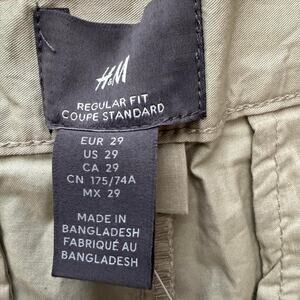 H&M
REGULAR FIT
COUPE STANDARD
EUR 29
US 29
CA 29
CN 175/74A
MX 29
MADE IN
BANGLADESH
FABRIQUÉ AU
BANGLADESH